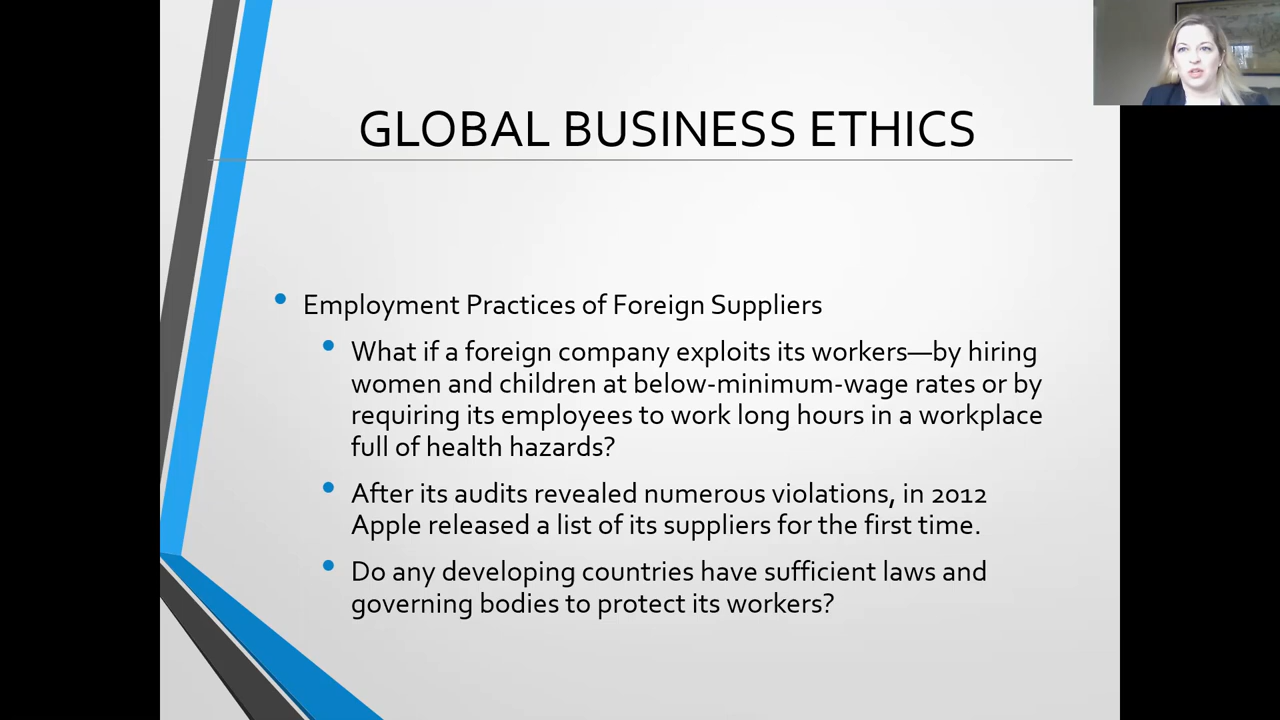 GLOBAL BUSINESS ETHICS
Employment Practices of Foreign Suppliers
What if a foreign company exploits its workers—by hiring
women and children at below-minimum-wage rates or by
requiring its employees to work long hours in a workplace
full of health hazards?
After its audits revealed numerous violations, in 2012
Apple released a list of its suppliers for the first time.
Do any developing countries have sufficient laws and
governing bodies to protect its workers?